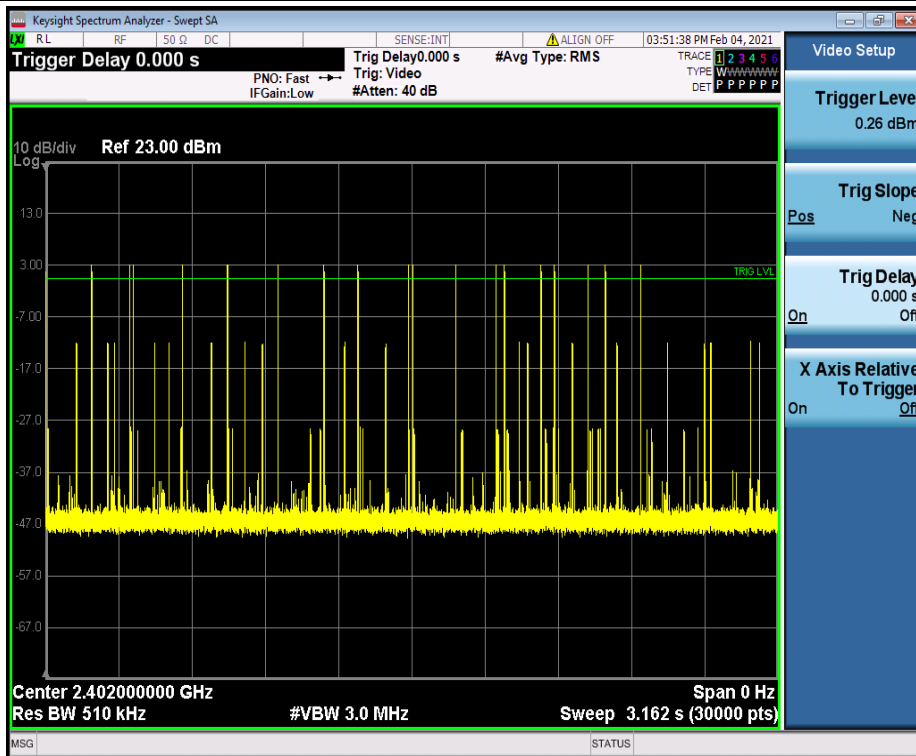 Keysight Spectrum Analyzer - Swept SA
LXI RL RF 50 Ω DC SENSE:INT ALIGN OFF 03:51:38 PM Feb 04, 2021
Trigger Delay 0.000 s
Trig Delay0.000 s #Avg Type: RMS
PNO: Fast Trig: Video
IFGain:Low #Atten: 40 dB
TRACE 1 2 3 4 5 6
TYPE WWWWWWW
DET P P P P P P
10 dB/div Ref 23.00 dBm
Log
13.0
3.00
TRIG LVL
-7.00
-17.0
-27.0
-37.0
-47.0
-57.0
-67.0
Center 2.402000000 GHz Span 0 Hz
Res BW 510 kHz #VBW 3.0 MHz Sweep 3.162 s (30000 pts)
MSG STATUS
Video Setup
Trigger Leve
0.26 dBm
Trig Slope
Pos Neg
Trig Delay
0.000 s
On Off
X Axis Relative
To Trigger
On Off